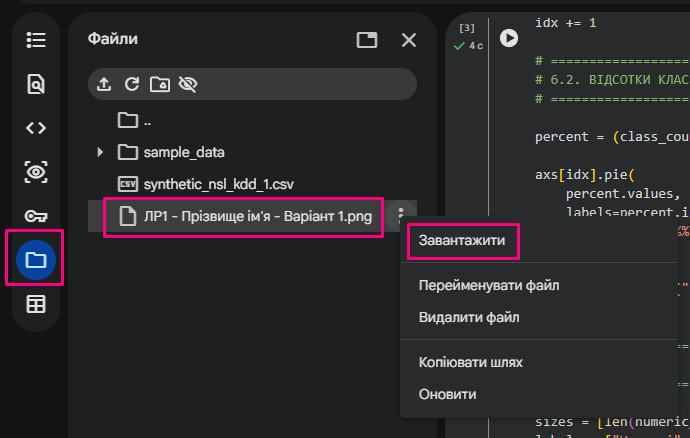 Файли
..
sample_data
CSV synthetic_nsl_kdd_1.csv
ЛР1 - Прізвище ім'я - Варіант 1.png
Завантажити
Перейменувати файл
Видалити файл
Копіювати шлях
Оновити
[3]
4 с
idx += 1
# ==================
# 6.2. ВІДСОТКИ КЛАС
# ==================
percent = (class_cou
axs[idx].pie(
percent.values,
labels=percent.i
sizes = [len(numeric_